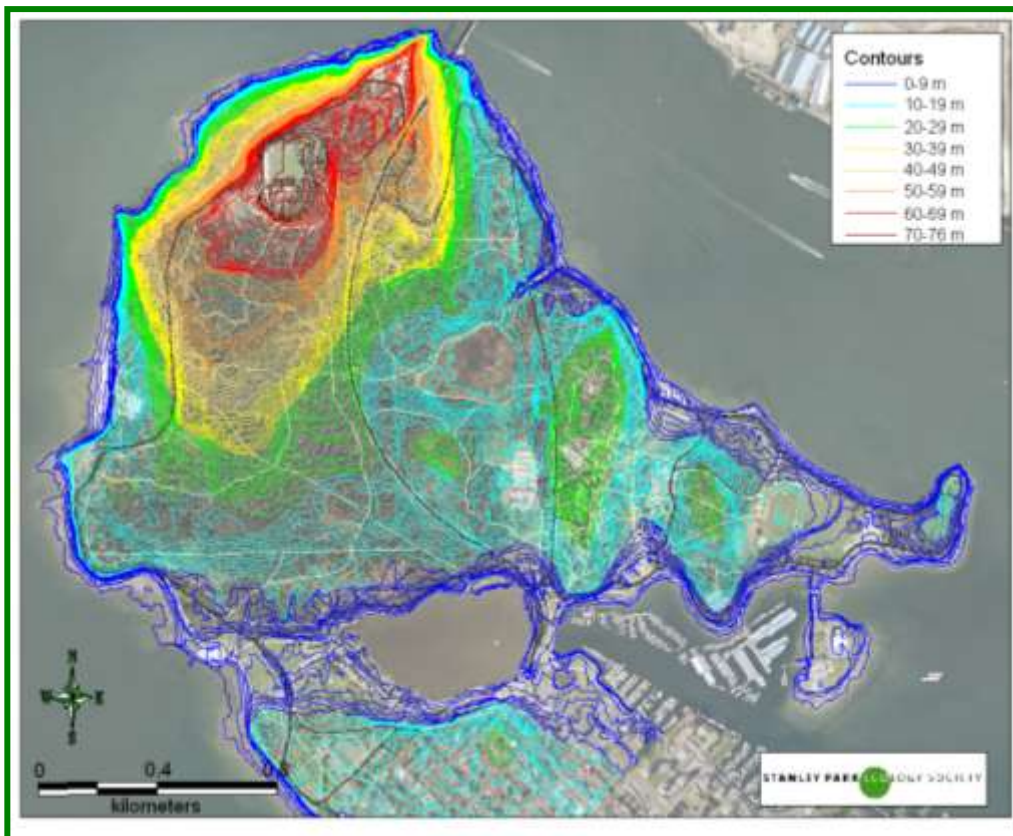 Contours
0-9 m
10-19 m
20-29 m
30-39 m
40-49 m
50-59 m
60-69 m
70-76 m
N
W E
S
0 0.4
kilometers
STANLEY PARK ECOLOGY SOCIETY